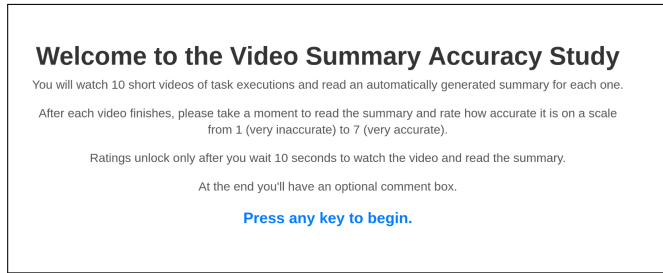 Welcome to the Video Summary Accuracy Study
You will watch 10 short videos of task executions and read an automatically generated summary for each one.
After each video finishes, please take a moment to read the summary and rate how accurate it is on a scale
from 1 (very inaccurate) to 7 (very accurate).
Ratings unlock only after you wait 10 seconds to watch the video and read the summary.
At the end you'll have an optional comment box.
Press any key to begin.